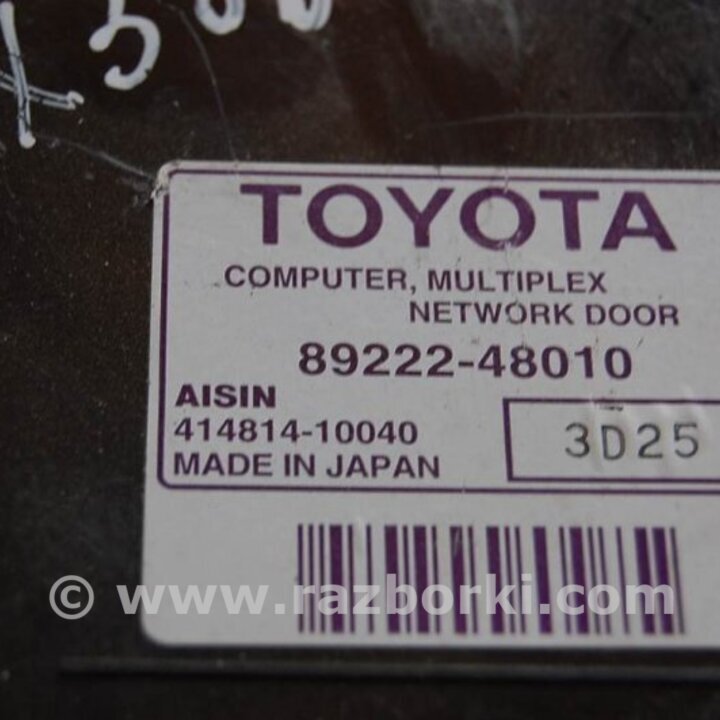 TOYOTA
COMPUTER, MULTIPLEX
NETWORK DOOR
89222-48010
AISIN
414814-10040
3D25
MADE IN JAPAN
© www.razborki.com